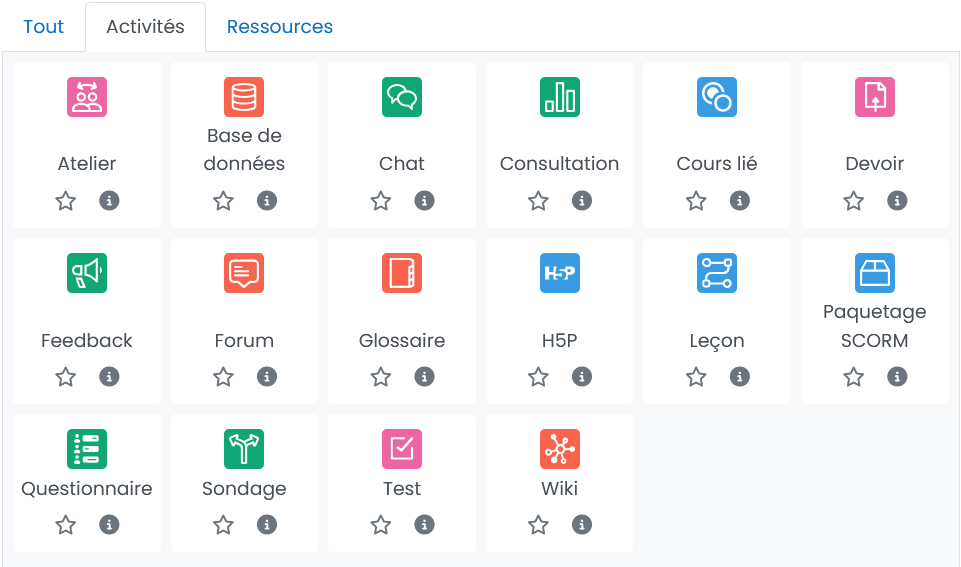 Tout Activités Ressources
Base de
Atelier données Chat Consultation Cours lié Devoir
H5P
Paquetage
Feedback Forum Glossaire H5P Leçon SCORM
Questionnaire Sondage Test Wiki